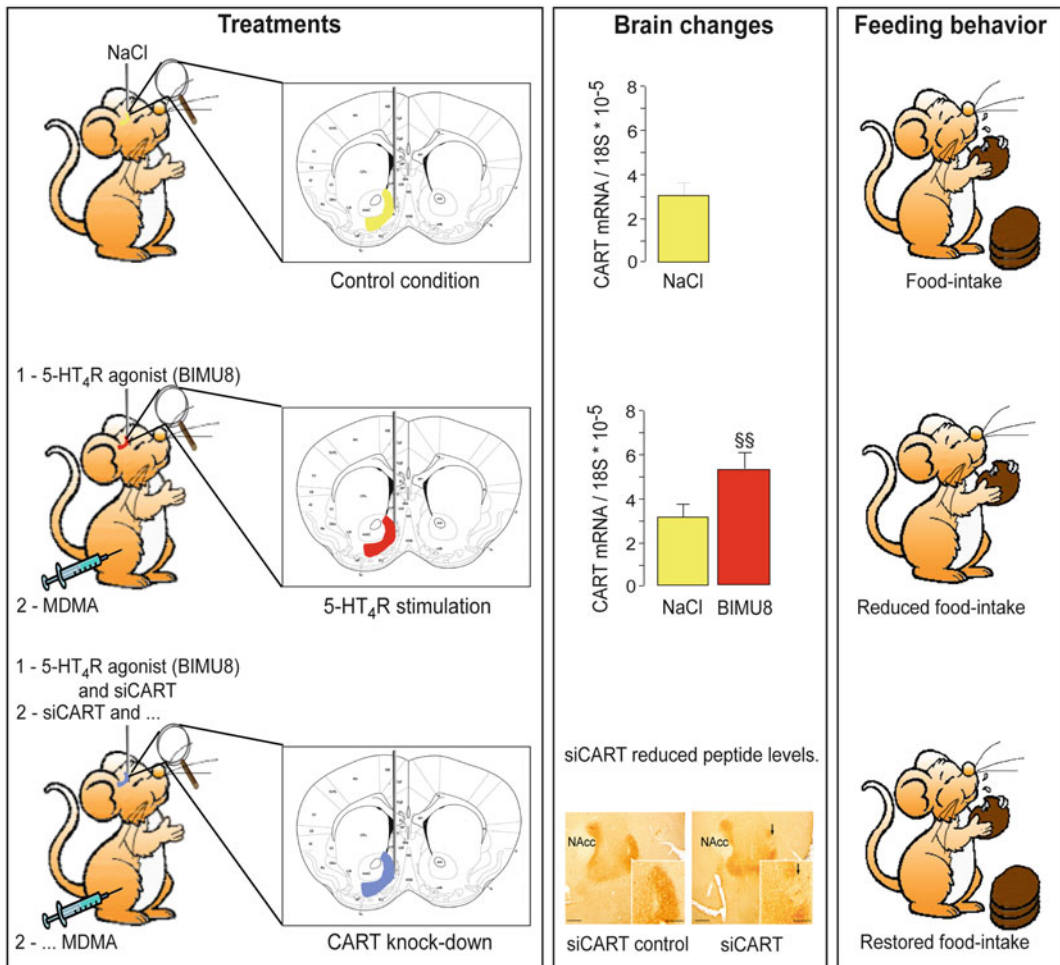 Treatments
Brain changes
Feeding behavior
NaCl
Control condition
CART mRNA / 18S * 10-5
8
6
4
2
0
NaCl
Food-intake
1 - 5-HT4R agonist (BIMU8)
2 - MDMA
5-HT4R stimulation
CART mRNA / 18S * 10-5
8
6
4
2
0
§§
NaCl BIMU8
Reduced food-intake
1 - 5-HT4R agonist (BIMU8)
and siCART
2 - siCART and ...
2 - ... MDMA
CART knock-down
siCART reduced peptide levels.
NAcc
NAcc
siCART control
siCART
Restored food-intake